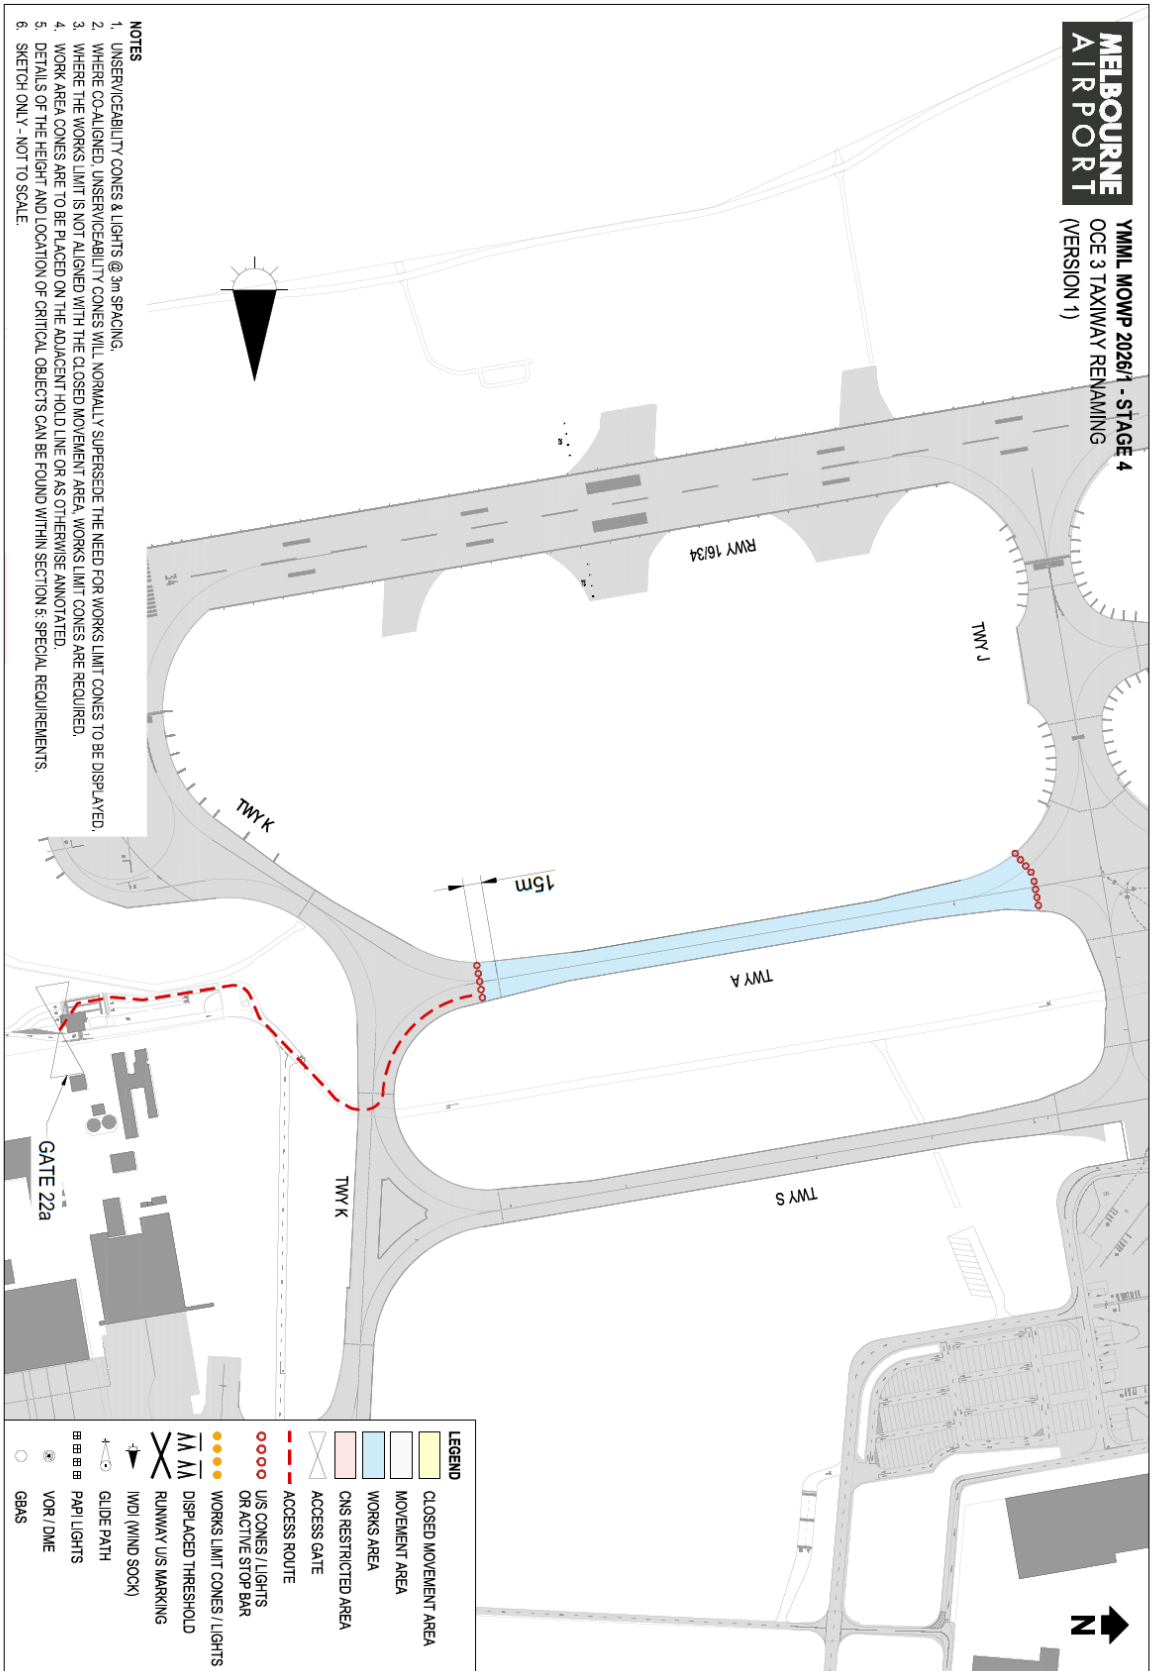 MELBOURNE
AIRPORT
YMML MOWP 2026/1 - STAGE 4
OCE 3 TAXIWAY RENAMING
(VERSION 1)
N
RWY 16/34
34
TWY J
TWY K
15m
TWY A
TWY S
TWY K
GATE 22a
NOTES
1. UNSERVICEABILITY CONES & LIGHTS @ 3m SPACING.
2. WHERE CO-ALIGNED, UNSERVICEABILITY CONES WILL NORMALLY SUPERSEDE THE NEED FOR WORKS LIMIT CONES TO BE DISPLAYED.
3. WHERE THE WORKS LIMIT IS NOT ALIGNED WITH THE CLOSED MOVEMENT AREA, WORKS LIMIT CONES ARE REQUIRED.
4. WORK AREA CONES ARE TO BE PLACED ON THE ADJACENT HOLD LINE OR AS OTHERWISE ANNOTATED.
5. DETAILS OF THE HEIGHT AND LOCATION OF CRITICAL OBJECTS CAN BE FOUND WITHIN SECTION 5: SPECIAL REQUIREMENTS.
6. SKETCH ONLY - NOT TO SCALE.
LEGEND
CLOSED MOVEMENT AREA
MOVEMENT AREA
WORKS AREA
CNS RESTRICTED AREA
ACCESS GATE
ACCESS ROUTE
U/S CONES / LIGHTS
OR ACTIVE STOP BAR
WORKS LIMIT CONES / LIGHTS
DISPLACED THRESHOLD
RUNWAY U/S MARKING
IWDI (WIND SOCK)
GLIDE PATH
PAPI LIGHTS
VOR / DME
GBAS